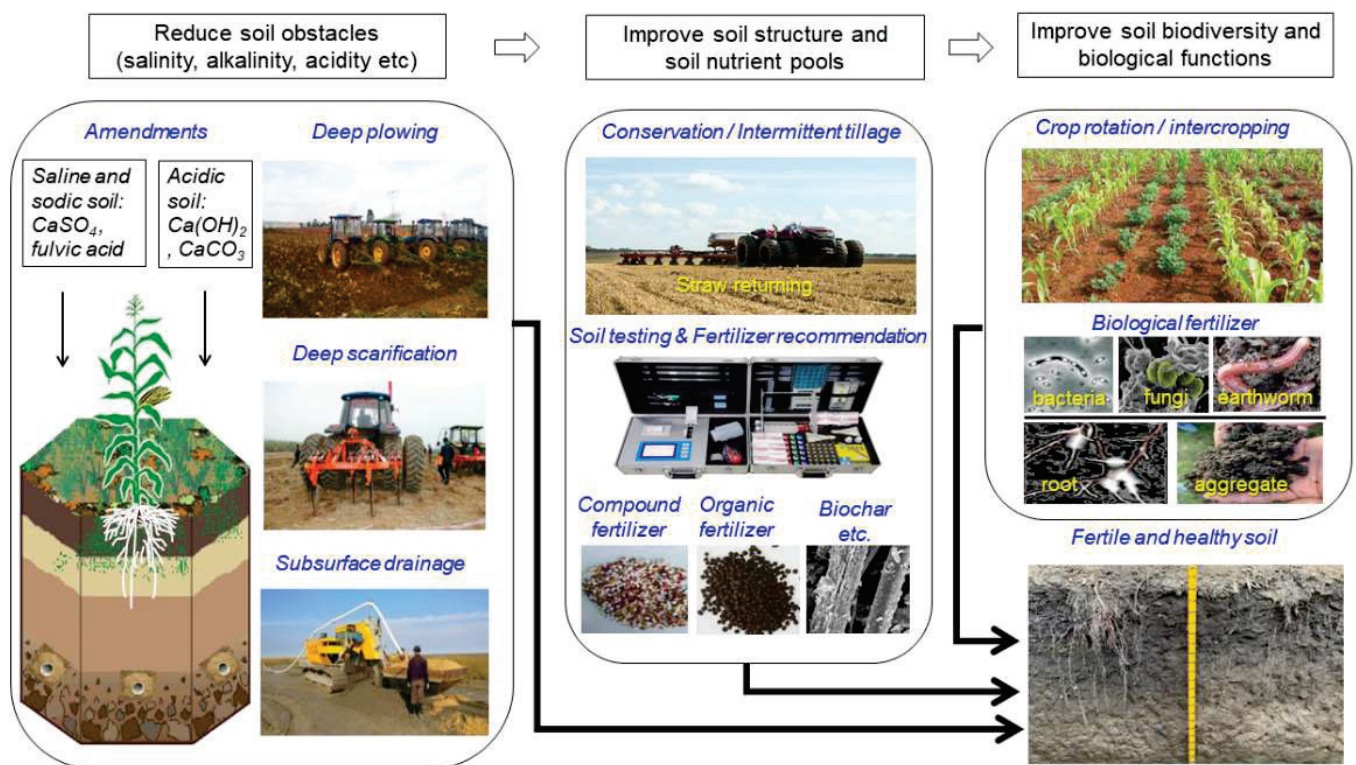 Reduce soil obstacles
(salinity, alkalinity, acidity etc)
Improve soil structure and
soil nutrient pools
Improve soil biodiversity and
biological functions
Amendments
Saline and
sodic soil:
CaSO₄,
fulvic acid
Acidic
soil:
Ca(OH)₂
, CaCO₃
Deep plowing
Deep scarification
Subsurface drainage
Conservation / Intermittent tillage
Straw returning
Soil testing & Fertilizer recommendation
Compound
fertilizer
Organic
fertilizer
Biochar
etc.
Crop rotation / intercropping
Biological fertilizer
bacteria
fungi
earthworm
root
aggregate
Fertile and healthy soil